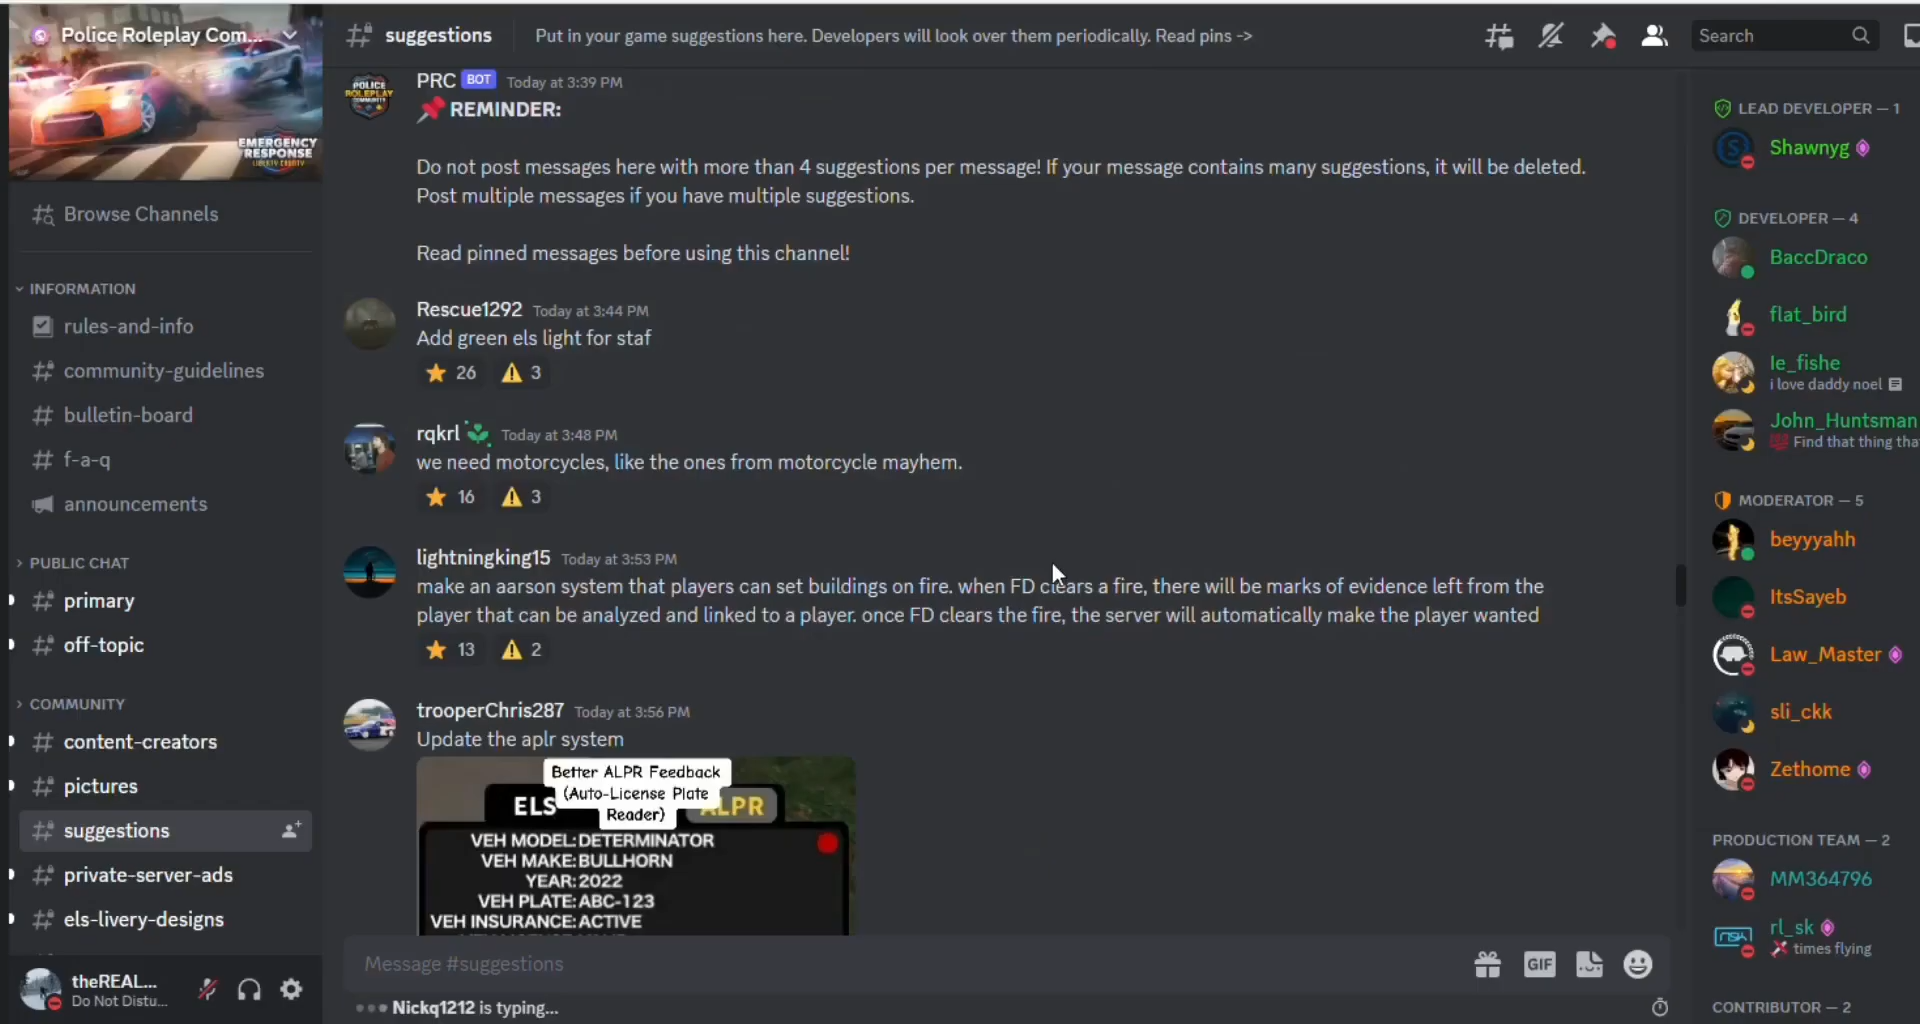 Police Roleplay Com...
EMERGENCY
RESPONSE
LIBERTY COUNTY
Browse Channels
INFORMATION
rules-and-info
community-guidelines
bulletin-board
f-a-q
announcements
PUBLIC CHAT
primary
off-topic
COMMUNITY
content-creators
pictures
suggestions
private-server-ads
els-livery-designs
theREAL...
Do Not Distu...
suggestions
Put in your game suggestions here. Developers will look over them periodically. Read pins ->
Search
POLICE
ROLEPLAY
COMMUNITY
PRC BOT Today at 3:39 PM
REMINDER:
Do not post messages here with more than 4 suggestions per message! If your message contains many suggestions, it will be deleted.
Post multiple messages if you have multiple suggestions.
Read pinned messages before using this channel!
Rescue1292 Today at 3:44 PM
Add green els light for staf
26 3
rqkrl Today at 3:48 PM
we need motorcycles, like the ones from motorcycle mayhem.
16 3
lightningking15 Today at 3:53 PM
make an aarson system that players can set buildings on fire. when FD clears a fire, there will be marks of evidence left from the
player that can be analyzed and linked to a player. once FD clears the fire, the server will automatically make the player wanted
13 2
trooperChris287 Today at 3:56 PM
Update the aplr system
Better ALPR Feedback
(Auto-License Plate
Reader)
ELS ALPR
VEH MODEL: DETERMINATOR
VEH MAKE: BULLHORN
YEAR: 2022
VEH PLATE: ABC-123
VEH INSURANCE: ACTIVE
Message #suggestions
GIF
Nickq1212 is typing...
LEAD DEVELOPER — 1
Shawnyg
DEVELOPER — 4
BaccDraco
flat_bird
le_fishe
i love daddy noel
John_Huntsman
Find that thing tha
MODERATOR — 5
beyyyahh
ItsSayeb
Law_Master
sli_ckk
Zethome
PRODUCTION TEAM — 2
MM364796
rl_sk
times flying
CONTRIBUTOR — 2